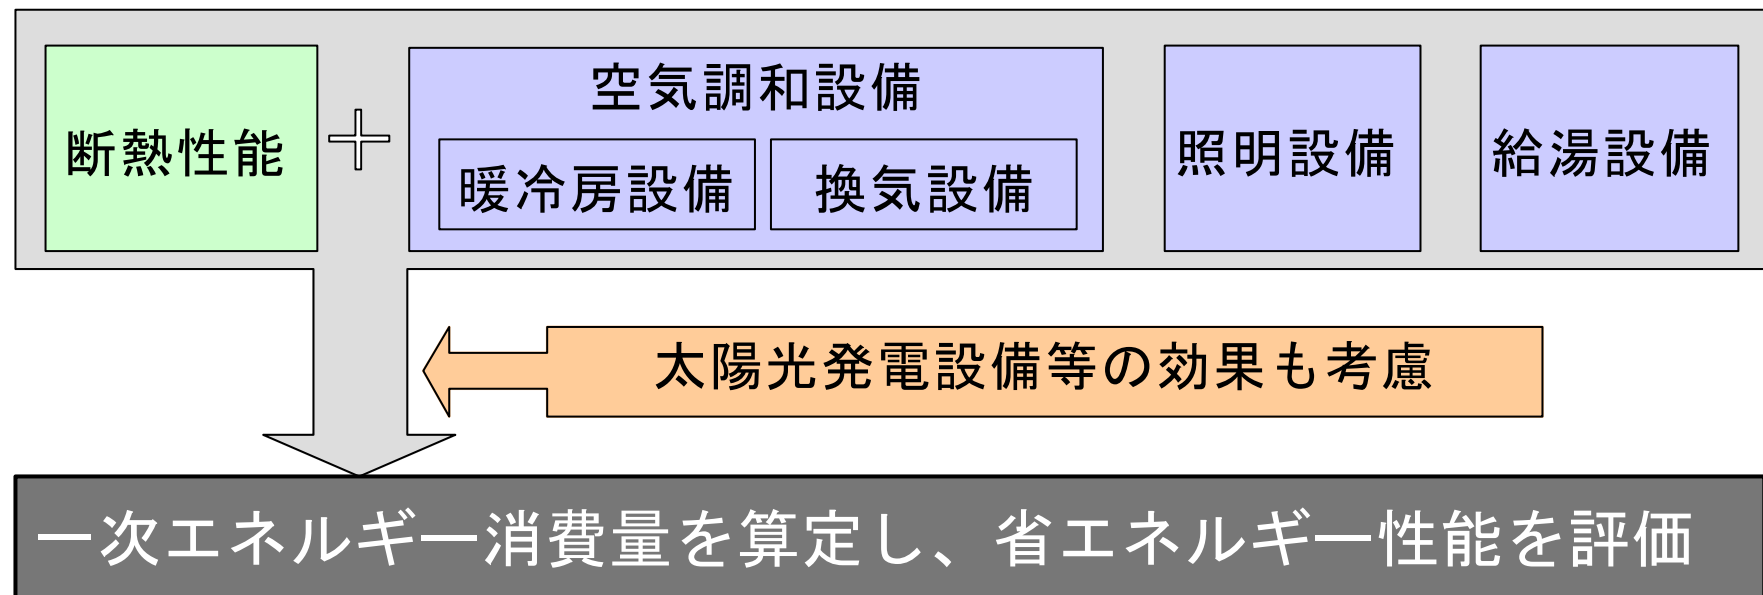 断熱性能
＋
空気調和設備
暖冷房設備
換気設備
照明設備
給湯設備
太陽光発電設備等の効果も考慮
一次エネルギー消費量を算定し、省エネルギー性能を評価